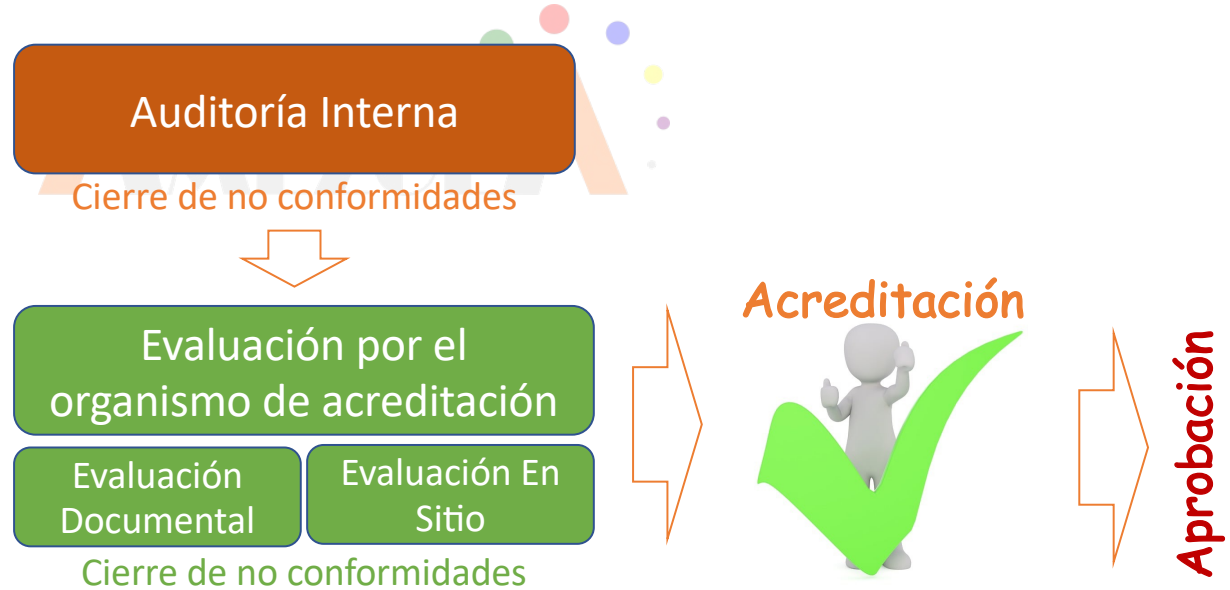 Auditoría Interna
Cierre de no conformidades
Evaluación por el
organismo de acreditación
Evaluación
Documental
Evaluación En
Sitio
Cierre de no conformidades
Acreditación
Aprobación